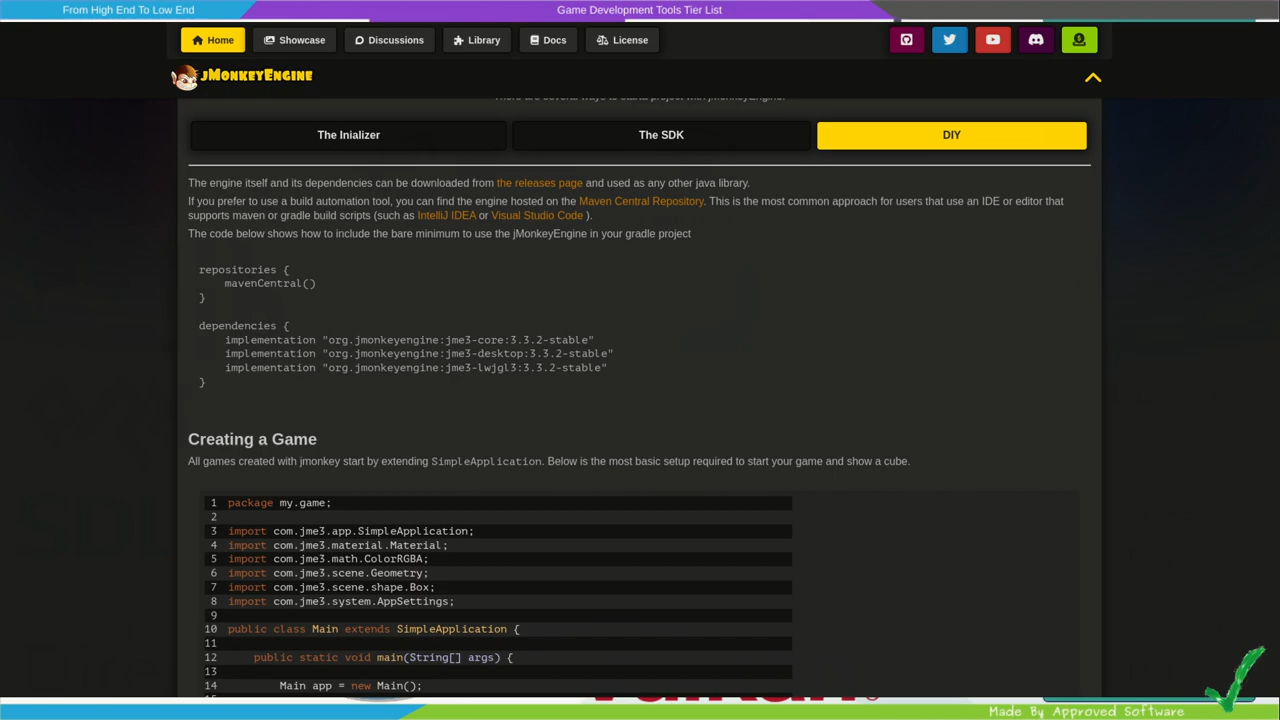 From High End To Low End
Game Development Tools Tier List
Home
Showcase
Discussions
Library
Docs
License
JMONKEYENGINE
There are several ways to starta project with jMonkeyEngine:
The Inializer
The SDK
DIY
The engine itself and its dependencies can be downloaded from the releases page and used as any other java library.
If you prefer to use a build automation tool, you can find the engine hosted on the Maven Central Repository. This is the most common approach for users that use an IDE or editor that
supports maven or gradle build scripts (such as IntelliJ IDEA or Visual Studio Code ).
The code below shows how to include the bare minimum to use the jMonkeyEngine in your gradle project
repositories {
mavenCentral()
}
dependencies {
implementation "org.jmonkeyengine:jme3-core:3.3.2-stable"
implementation "org.jmonkeyengine:jme3-desktop:3.3.2-stable"
implementation "org.jmonkeyengine:jme3-lwjgl3:3.3.2-stable"
}
Creating a Game
All games created with jmonkey start by extending SimpleApplication. Below is the most basic setup required to start your game and show a cube.
1 package my.game;
2
3 import com.jme3.app.SimpleApplication;
4 import com.jme3.material.Material;
5 import com.jme3.math.ColorRGBA;
6 import com.jme3.scene.Geometry;
7 import com.jme3.scene.shape.Box;
8 import com.jme3.system.AppSettings;
9
10 public class Main extends SimpleApplication {
11
12 public static void main(String[] args) {
13
14 Main app = new Main();
Made By Approved Software